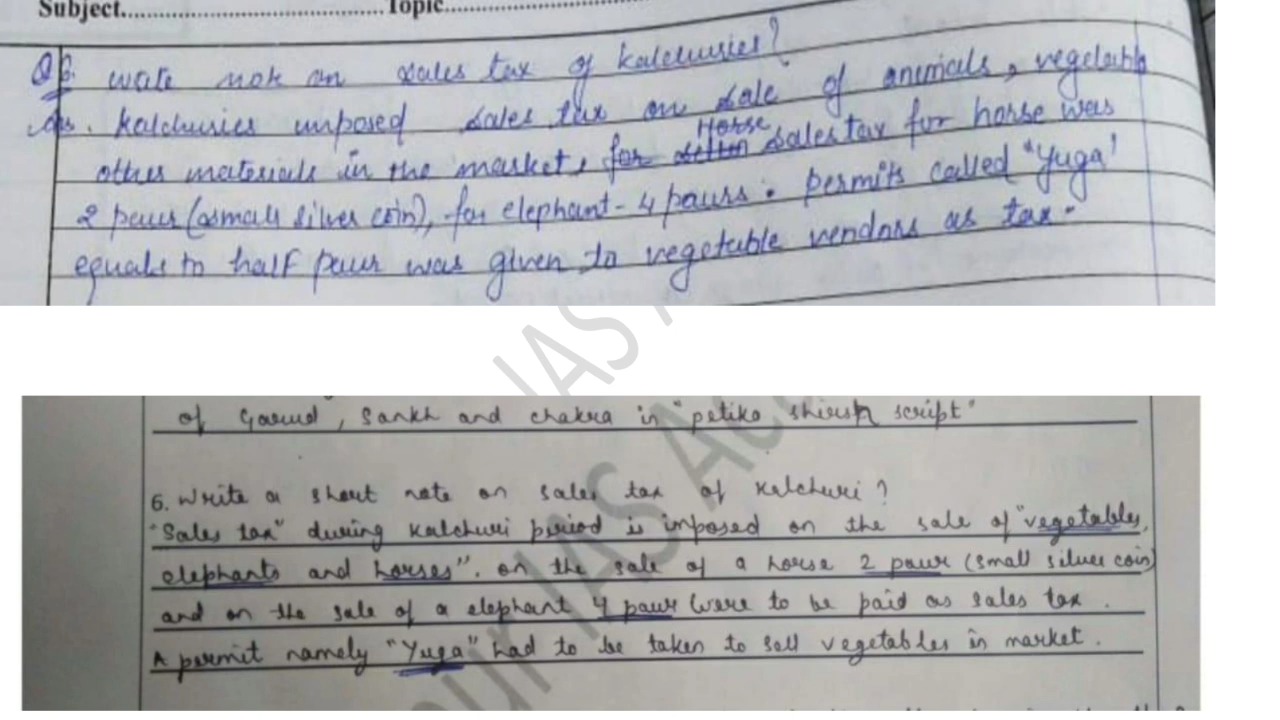 Subject............................................ Topic............................
Q6. write note on sales tax of kalchuries?
Ans. kalchuries imposed sales tax on sale of animals, vegetable
other materials in the market, for Horse sales tax for horse was
2 paur (asmall silver coin), for elephant - 4 paurs. permits called "Yuga'
equals to half paur was given to vegetable vendors as tax.
of Garud", Sankh and chakra in "petika shirsh script"
6. Write a short note on sales tax of Kalchuri ?
"Sales tax" during Kalchuri period is imposed on the sale of "vegetables,
elephants and horses". on the sale of a horse 2 paur (small silver coin)
and on the sale of a elephant 4 paur were to be paid as sales tax.
A permit namely "Yuga" had to be taken to sell vegetables in market.
our IAS Aca